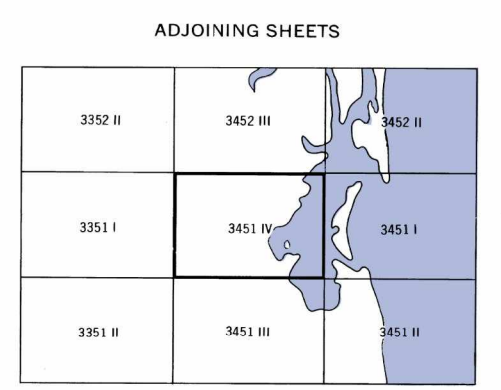 ADJOINING SHEETS
3352 II 3452 III 3452 II
3351 I 3451 IV 3451 I
3351 II 3451 III 3451 II